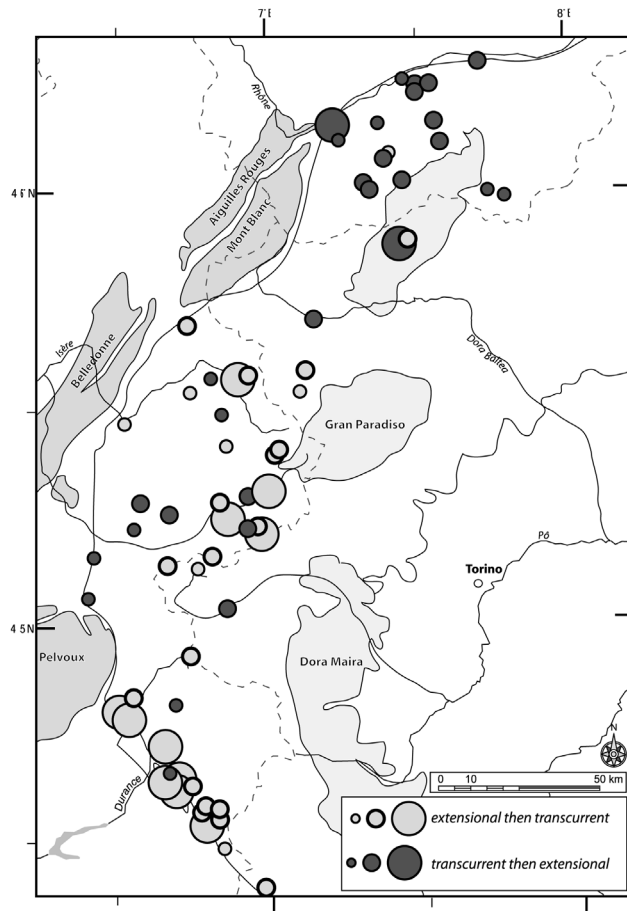 7°E 8°E
Rhône
Aiguilles Rouges
46°N
Mont Blanc
Isère
Belledonne
Dora Baltea
Gran Paradiso
Pô
Torino
45N
Pelvoux
Dora Maira
N
Durance
0 10 50 km
extensional then transcurrent
transcurrent then extensional